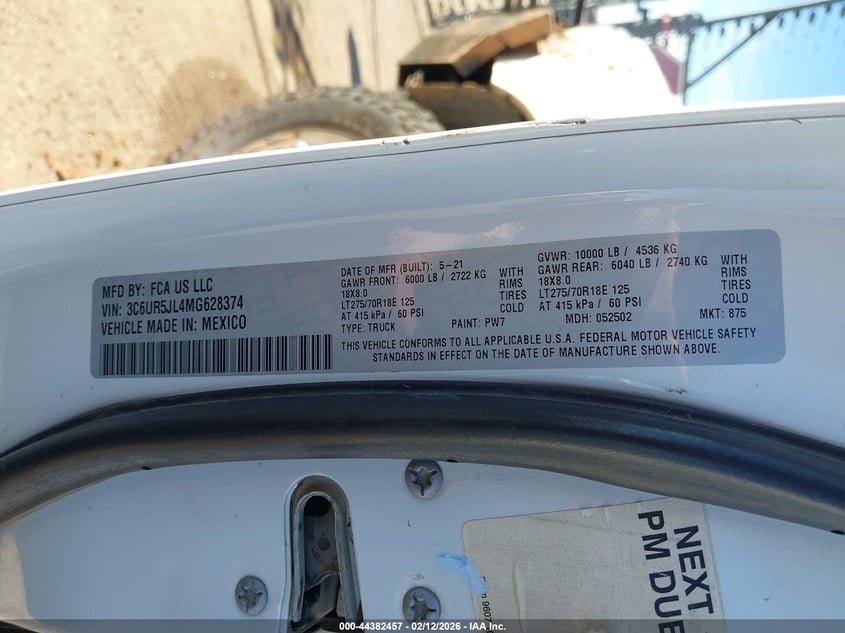 MFD BY: FCA US LLC
VIN: 3C6UR5JL4MG628374
VEHICLE MADE IN: MEXICO
DATE OF MFR (BUILT): 5-21
GAWR FRONT: 6000 LB / 2722 KG WITH
18X8.0 RIMS
LT275/70R18E 125 TIRES
AT 415 kPa / 60 PSI COLD
TYPE: TRUCK PAINT: PW7
GVWR: 10000 LB / 4536 KG
GAWR REAR: 6040 LB / 2740 KG WITH
18X8.0 RIMS
LT275/70R18E 125 TIRES
AT 415 kPa / 60 PSI COLD
MDH: 052502 MKT: 875
THIS VEHICLE CONFORMS TO ALL APPLICABLE U.S.A. FEDERAL MOTOR VEHICLE SAFETY
STANDARDS IN EFFECT ON THE DATE OF MANUFACTURE SHOWN ABOVE.
NEXT
PM DUE
000-44382457 - 02/12/2026 - IAA Inc.